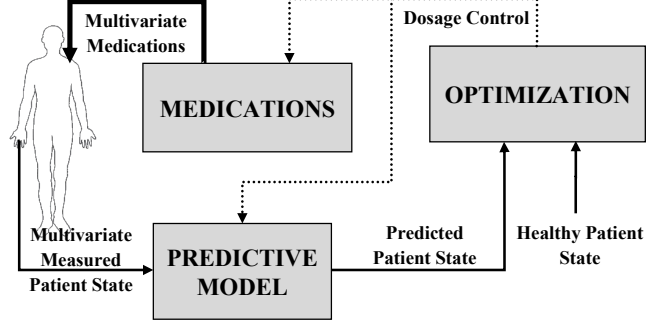 Multivariate
Medications
Dosage Control
MEDICATIONS
OPTIMIZATION
Multivariate
Measured
Patient State
PREDICTIVE
MODEL
Predicted
Patient State
Healthy Patient
State